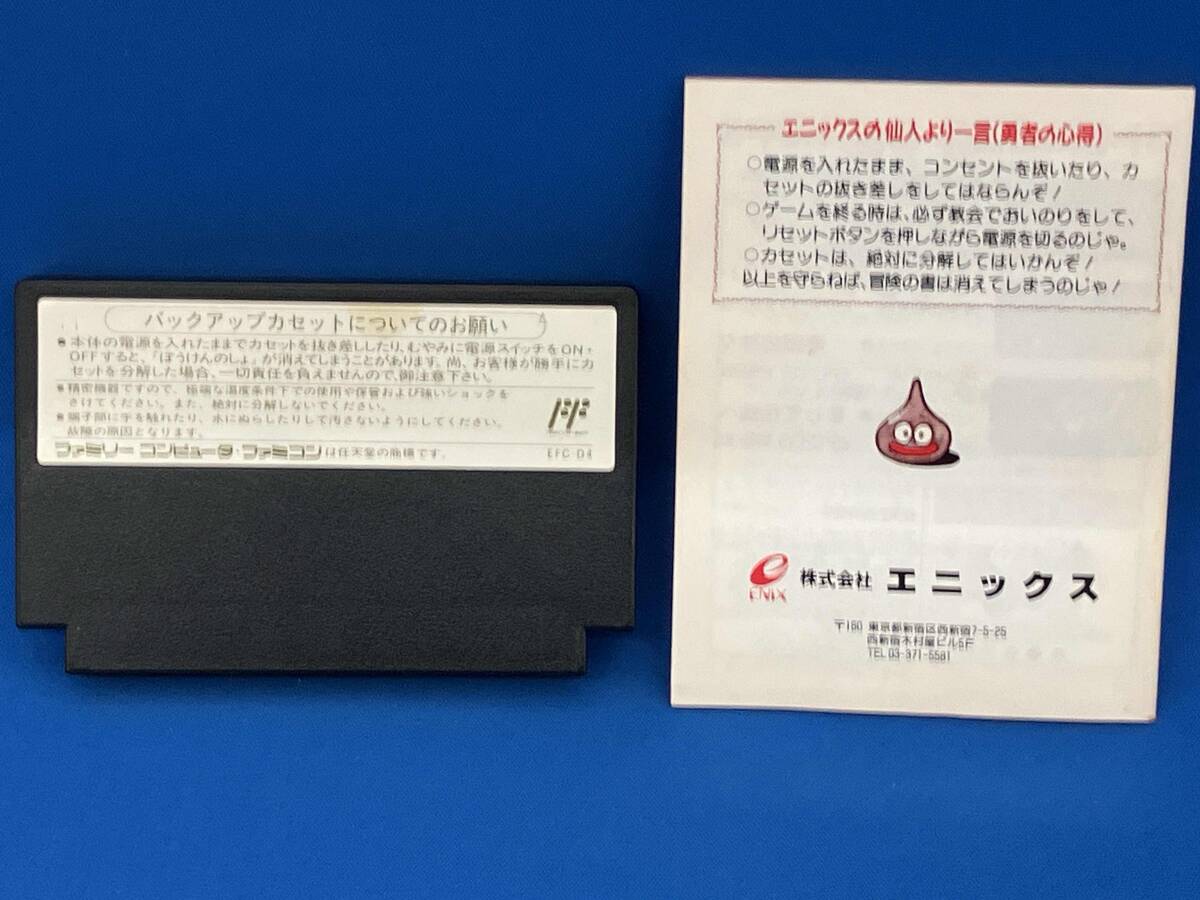 バックアップカセットについてのお願い
●本体の電源を入れたままでカセットを抜き差ししたり、むやみに電源スイッチをON・
OFFすると、「ぼうけんのしょ」が消えてしまうことがあります。尚、お客様が勝手にカ
セットを分解した場合、一切責任を負えませんので、御注意下さい。
●精密機器ですので、極端な温度条件下での使用や保管および強いショックを
さけてください。また、絶対に分解しないでください。
●端子部に手を触れたり、水にぬらしたりして汚さないようにしてください。
故障の原因となります。
ファミリーコンピュータ・ファミコンは任天堂の商標です。
EFC-D4
エニックスの仙人より一言(勇者の心得)
○電源を入れたまま、コンセントを抜いたり、カ
セットの抜き差しをしてはならんぞ!
○ゲームを終る時は、必ず教会でおいのりをして、
リセットボタンを押しながら電源を切るのじゃ。
○カセットは、絶対に分解してはいかんぞ!
以上を守らねば、冒険の書は消えてしまうのじゃ!
ENIX
株式会社 エニックス
〒160 東京都新宿区西新宿7-5-25
西新宿木村屋ビル5F
TEL 03-371-5581